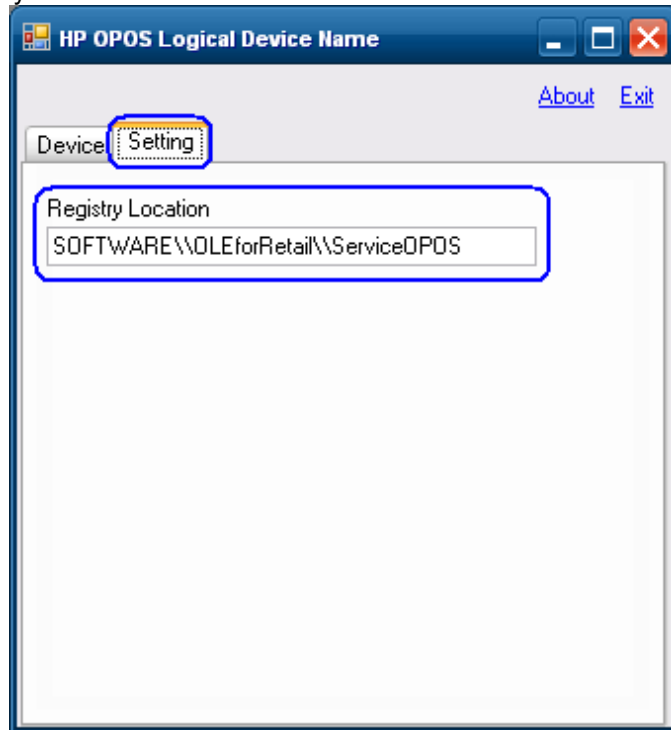 HP OPOS Logical Device Name
About Exit
Device Setting
Registry Location
SOFTWARE\\OLEforRetail\\ServiceOPOS